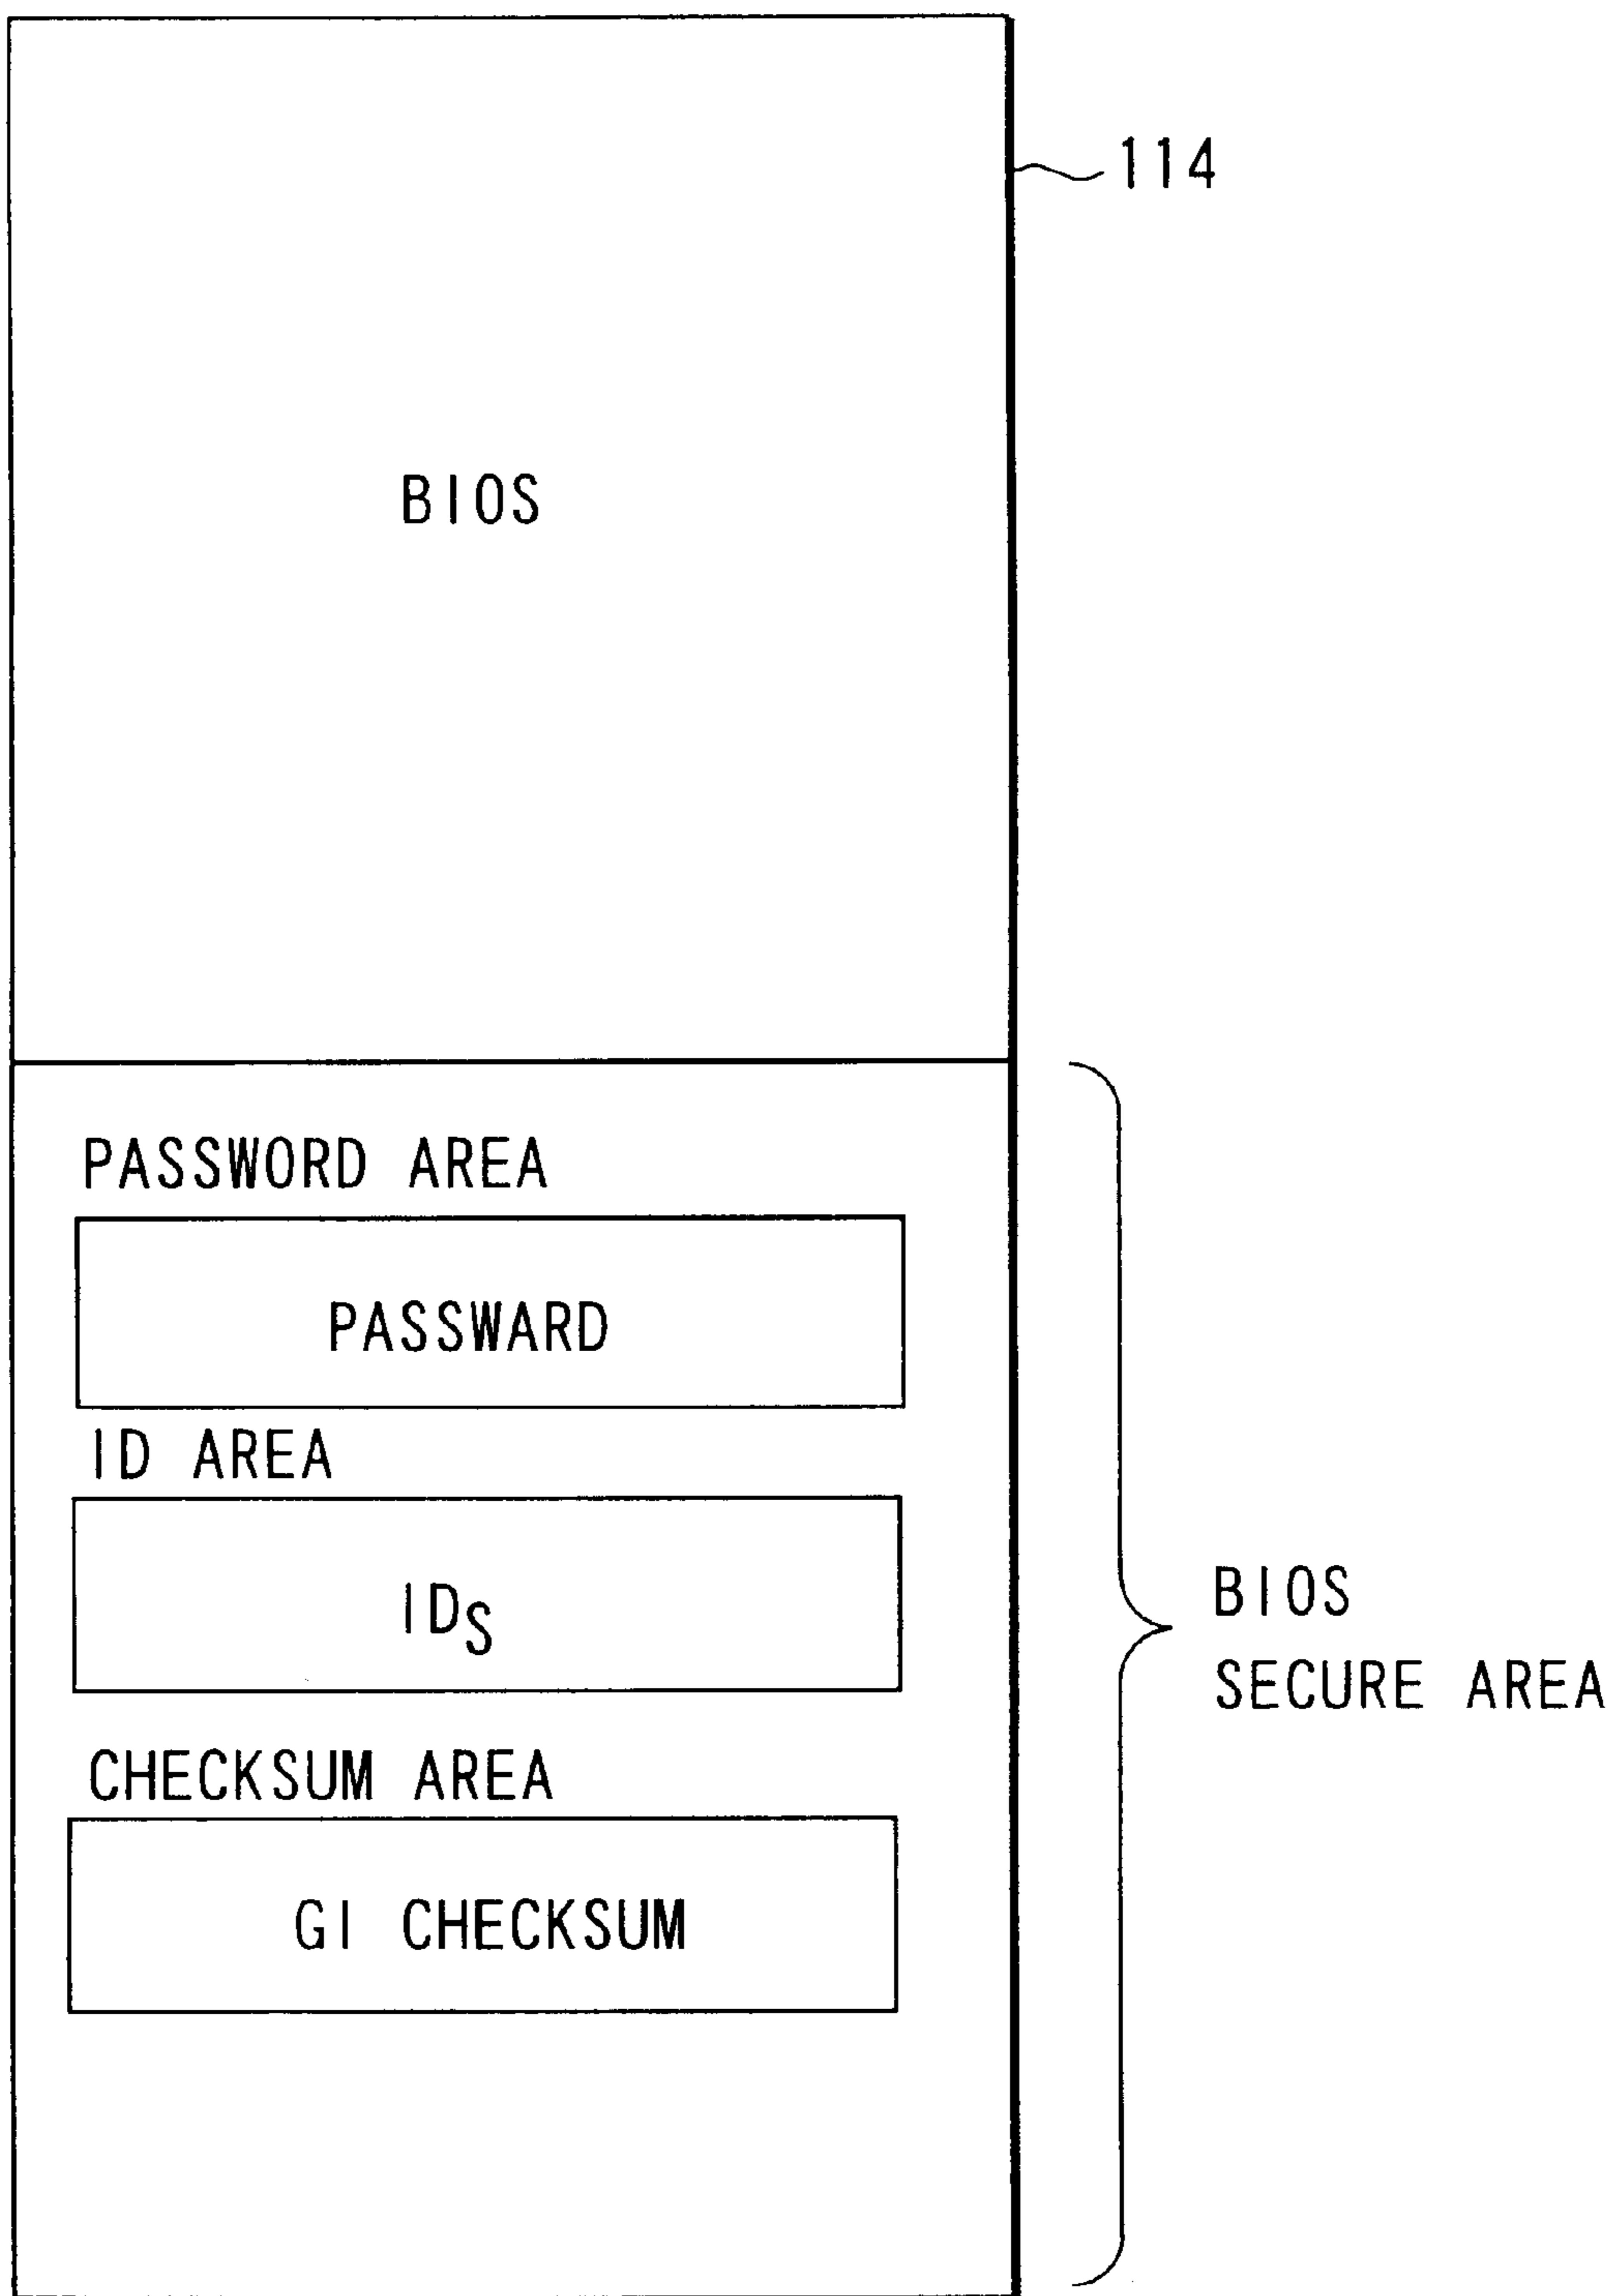 114
BIOS
PASSWORD AREA
PASSWARD
ID AREA
IDS
BIOS
SECURE AREA
CHECKSUM AREA
GI CHECKSUM